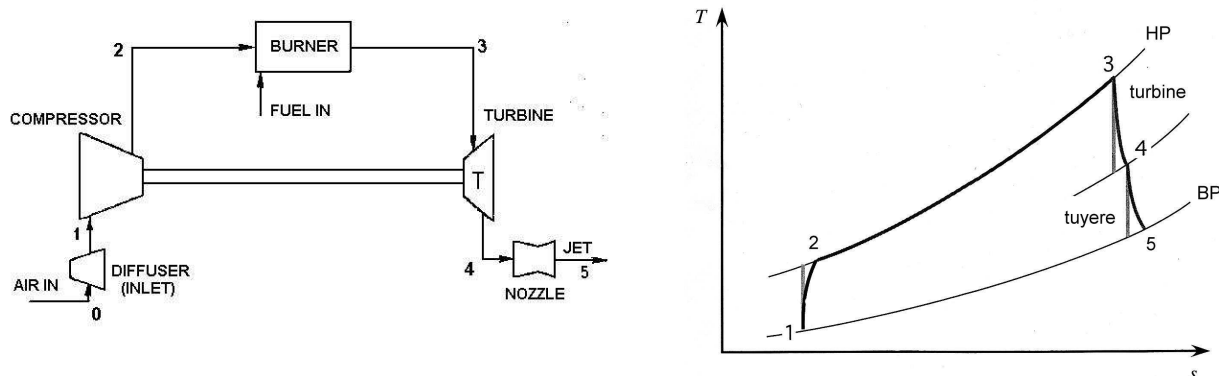 2
BURNER
3
FUEL IN
COMPRESSOR
TURBINE
T
1
AIR IN
DIFFUSER
(INLET)
0
4
JET
5
NOZZLE
T
HP
3
turbine
4
BP
tuyere
2
5
1
s